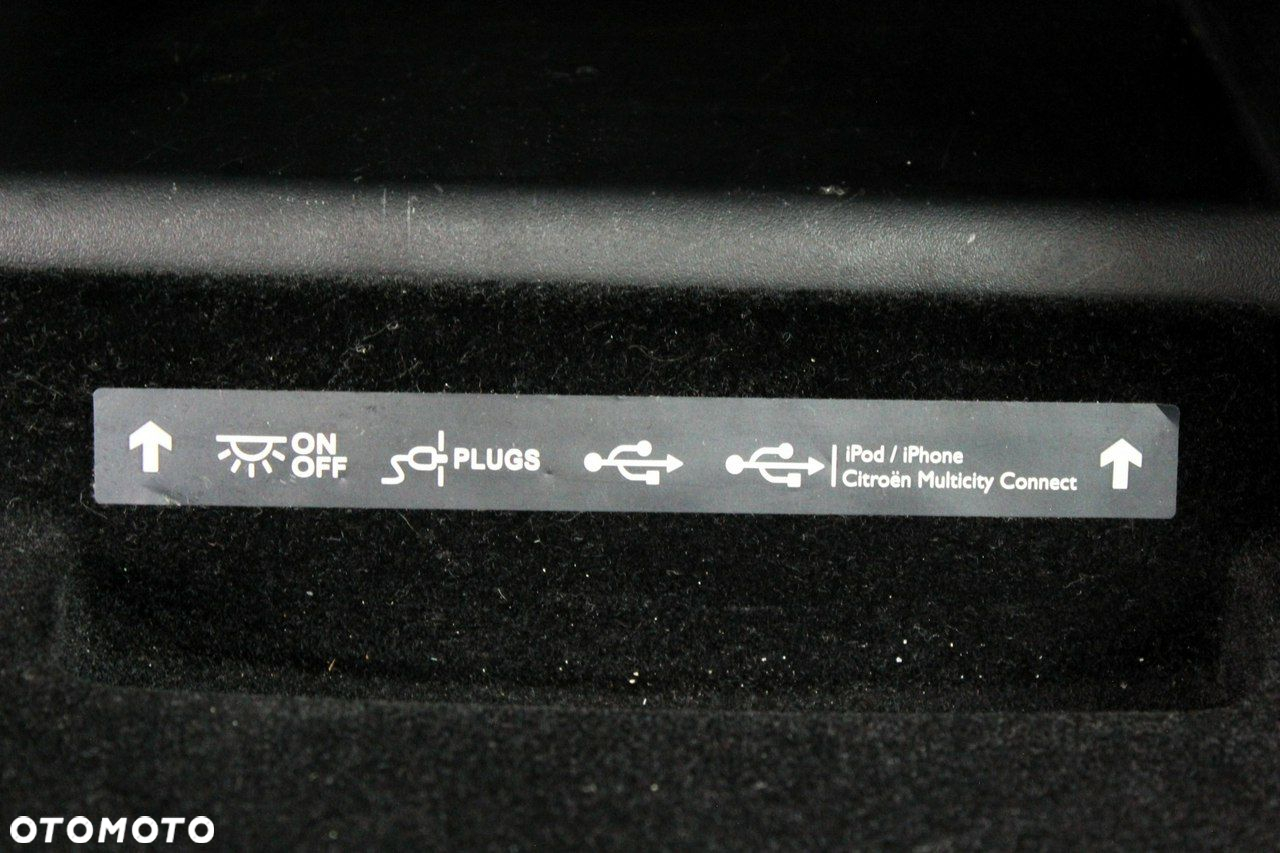 ON
OFF
PLUGS
iPod / iPhone
Citroën Multicity Connect
OTOMOTO